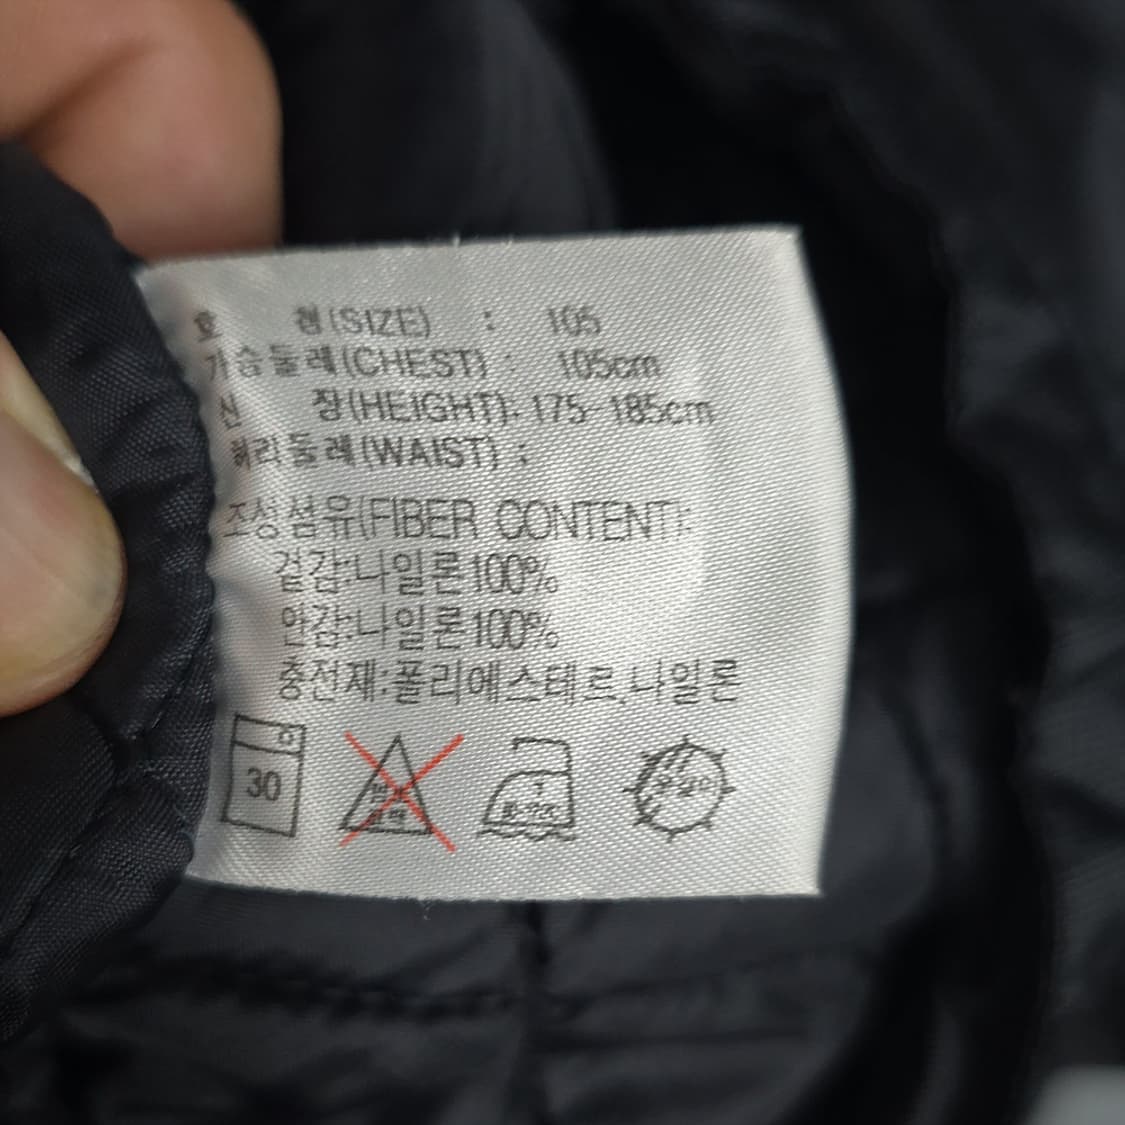 호 칭(SIZE) : 105
가슴둘레(CHEST) : 105cm
신 장(HEIGHT): 175-185cm
허리둘레(WAIST) :
조성섬유(FIBER CONTENT):
겉감:나일론100%
안감:나일론100%
충전재:폴리에스테르,나일론
30